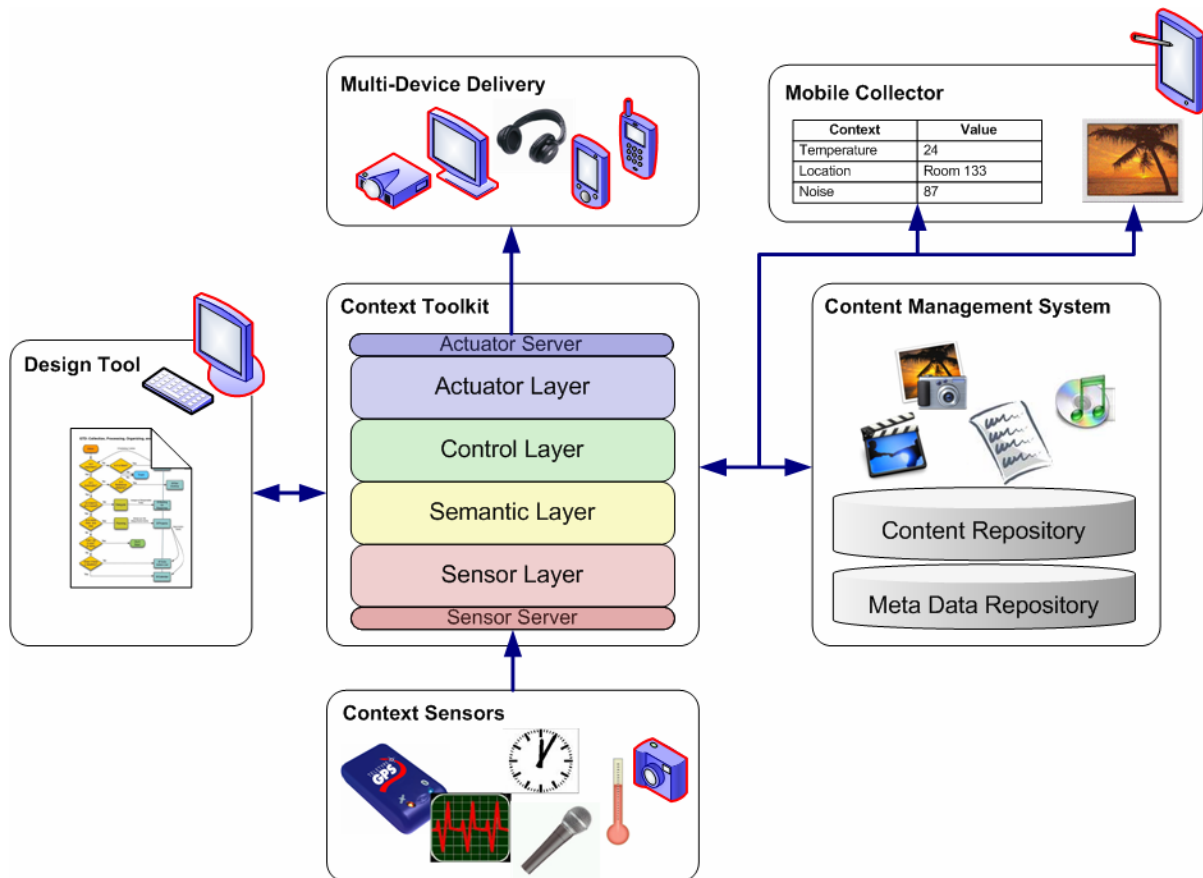 Multi-Device Delivery
Mobile Collector
Context Value
Temperature 24
Location Room 133
Noise 87
Design Tool
Context Toolkit
Actuator Server
Actuator Layer
Control Layer
Semantic Layer
Sensor Layer
Sensor Server
Content Management System
Content Repository
Meta Data Repository
Context Sensors
GPS